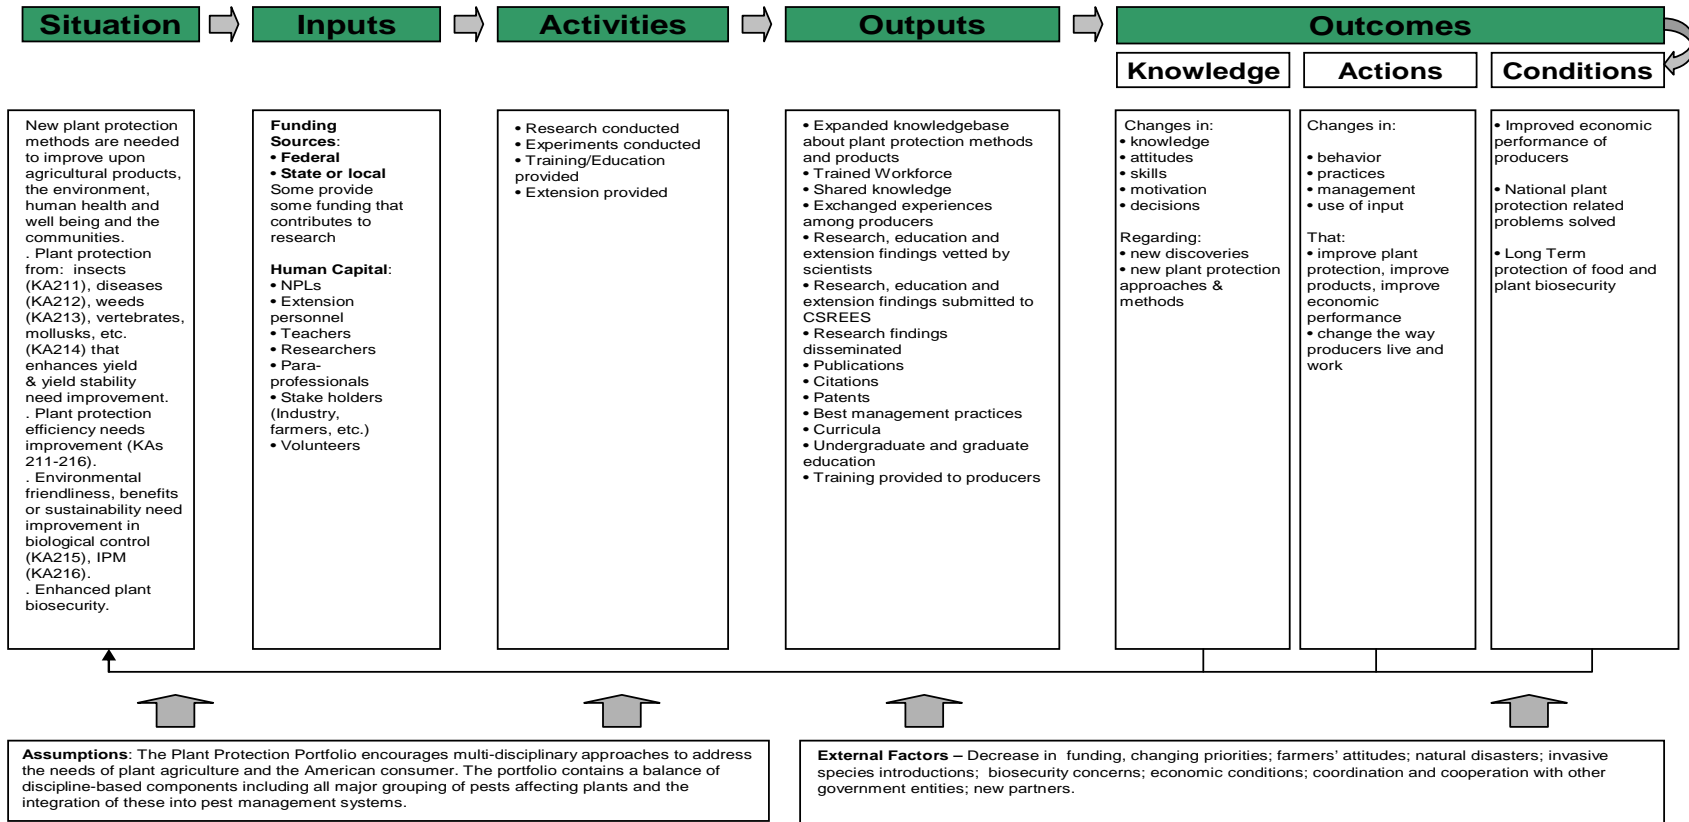 Situation
Inputs
Activities
Outputs
Outcomes
Knowledge
Actions
Conditions
New plant protection
methods are needed
to improve upon
agricultural products,
the environment,
human health and
well being and the
communities.
. Plant protection
from:  insects
(KA211), diseases
(KA212), weeds
(KA213), vertebrates,
mollusks, etc.
(KA214) that
enhances yield
& yield stability
need improvement.
. Plant protection
efficiency needs
improvement (KAs
211-216).
. Environmental
friendliness, benefits
or sustainability need
improvement in
biological control
(KA215), IPM
(KA216).
. Enhanced plant
biosecurity.
Funding
Sources:
• Federal
• State or local
Some provide
some funding that
contributes to
research
Human Capital:
• NPLs
• Extension
personnel
• Teachers
• Researchers
• Para-
professionals
• Stake holders
(Industry,
farmers, etc.)
• Volunteers
• Research conducted
• Experiments conducted
• Training/Education
provided
• Extension provided
• Expanded knowledgebase
about plant protection methods
and products
• Trained Workforce
• Shared knowledge
• Exchanged experiences
among producers
• Research, education and
extension findings vetted by
scientists
• Research, education and
extension findings submitted to
CSREES
• Research findings
disseminated
• Publications
• Citations
• Patents
• Best management practices
• Curricula
• Undergraduate and graduate
education
• Training provided to producers
Changes in:
• knowledge
• attitudes
• skills
• motivation
• decisions
Regarding:
• new discoveries
• new plant protection
approaches &
methods
Changes in:
• behavior
• practices
• management
• use of input
That:
• improve plant
protection, improve
products, improve
economic
performance
• change the way
producers live and
work
• Improved economic
performance of
producers
• National plant
protection related
problems solved
• Long Term
protection of food and
plant biosecurity
Assumptions: The Plant Protection Portfolio encourages multi-disciplinary approaches to address
the needs of plant agriculture and the American consumer. The portfolio contains a balance of
discipline-based components including all major grouping of pests affecting plants and the
integration of these into pest management systems.
External Factors – Decrease in  funding, changing priorities; farmers' attitudes; natural disasters; invasive
species introductions;  biosecurity concerns; economic conditions; coordination and cooperation with other
government entities; new partners.